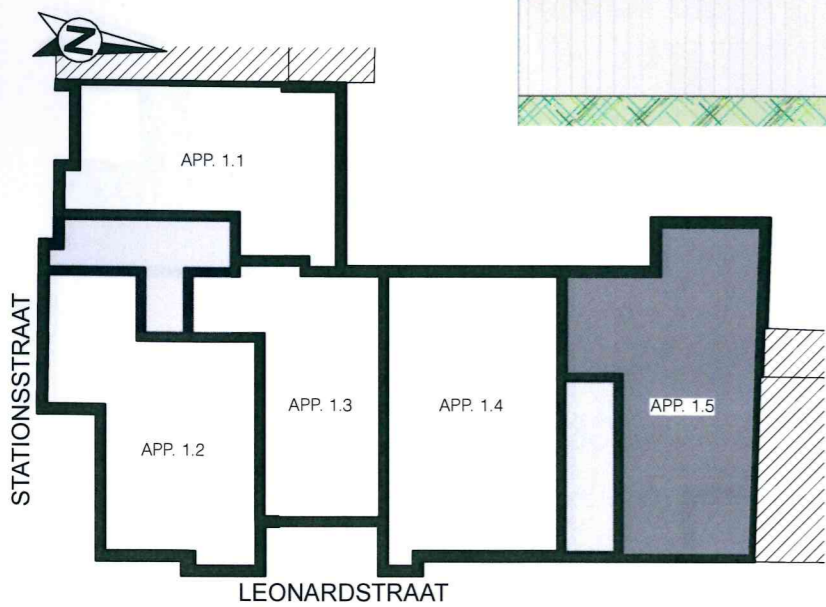 N
APP. 1.1
STATIONSSTRAAT
APP. 1.2
APP. 1.3
APP. 1.4
APP. 1.5
LEONARDSTRAAT